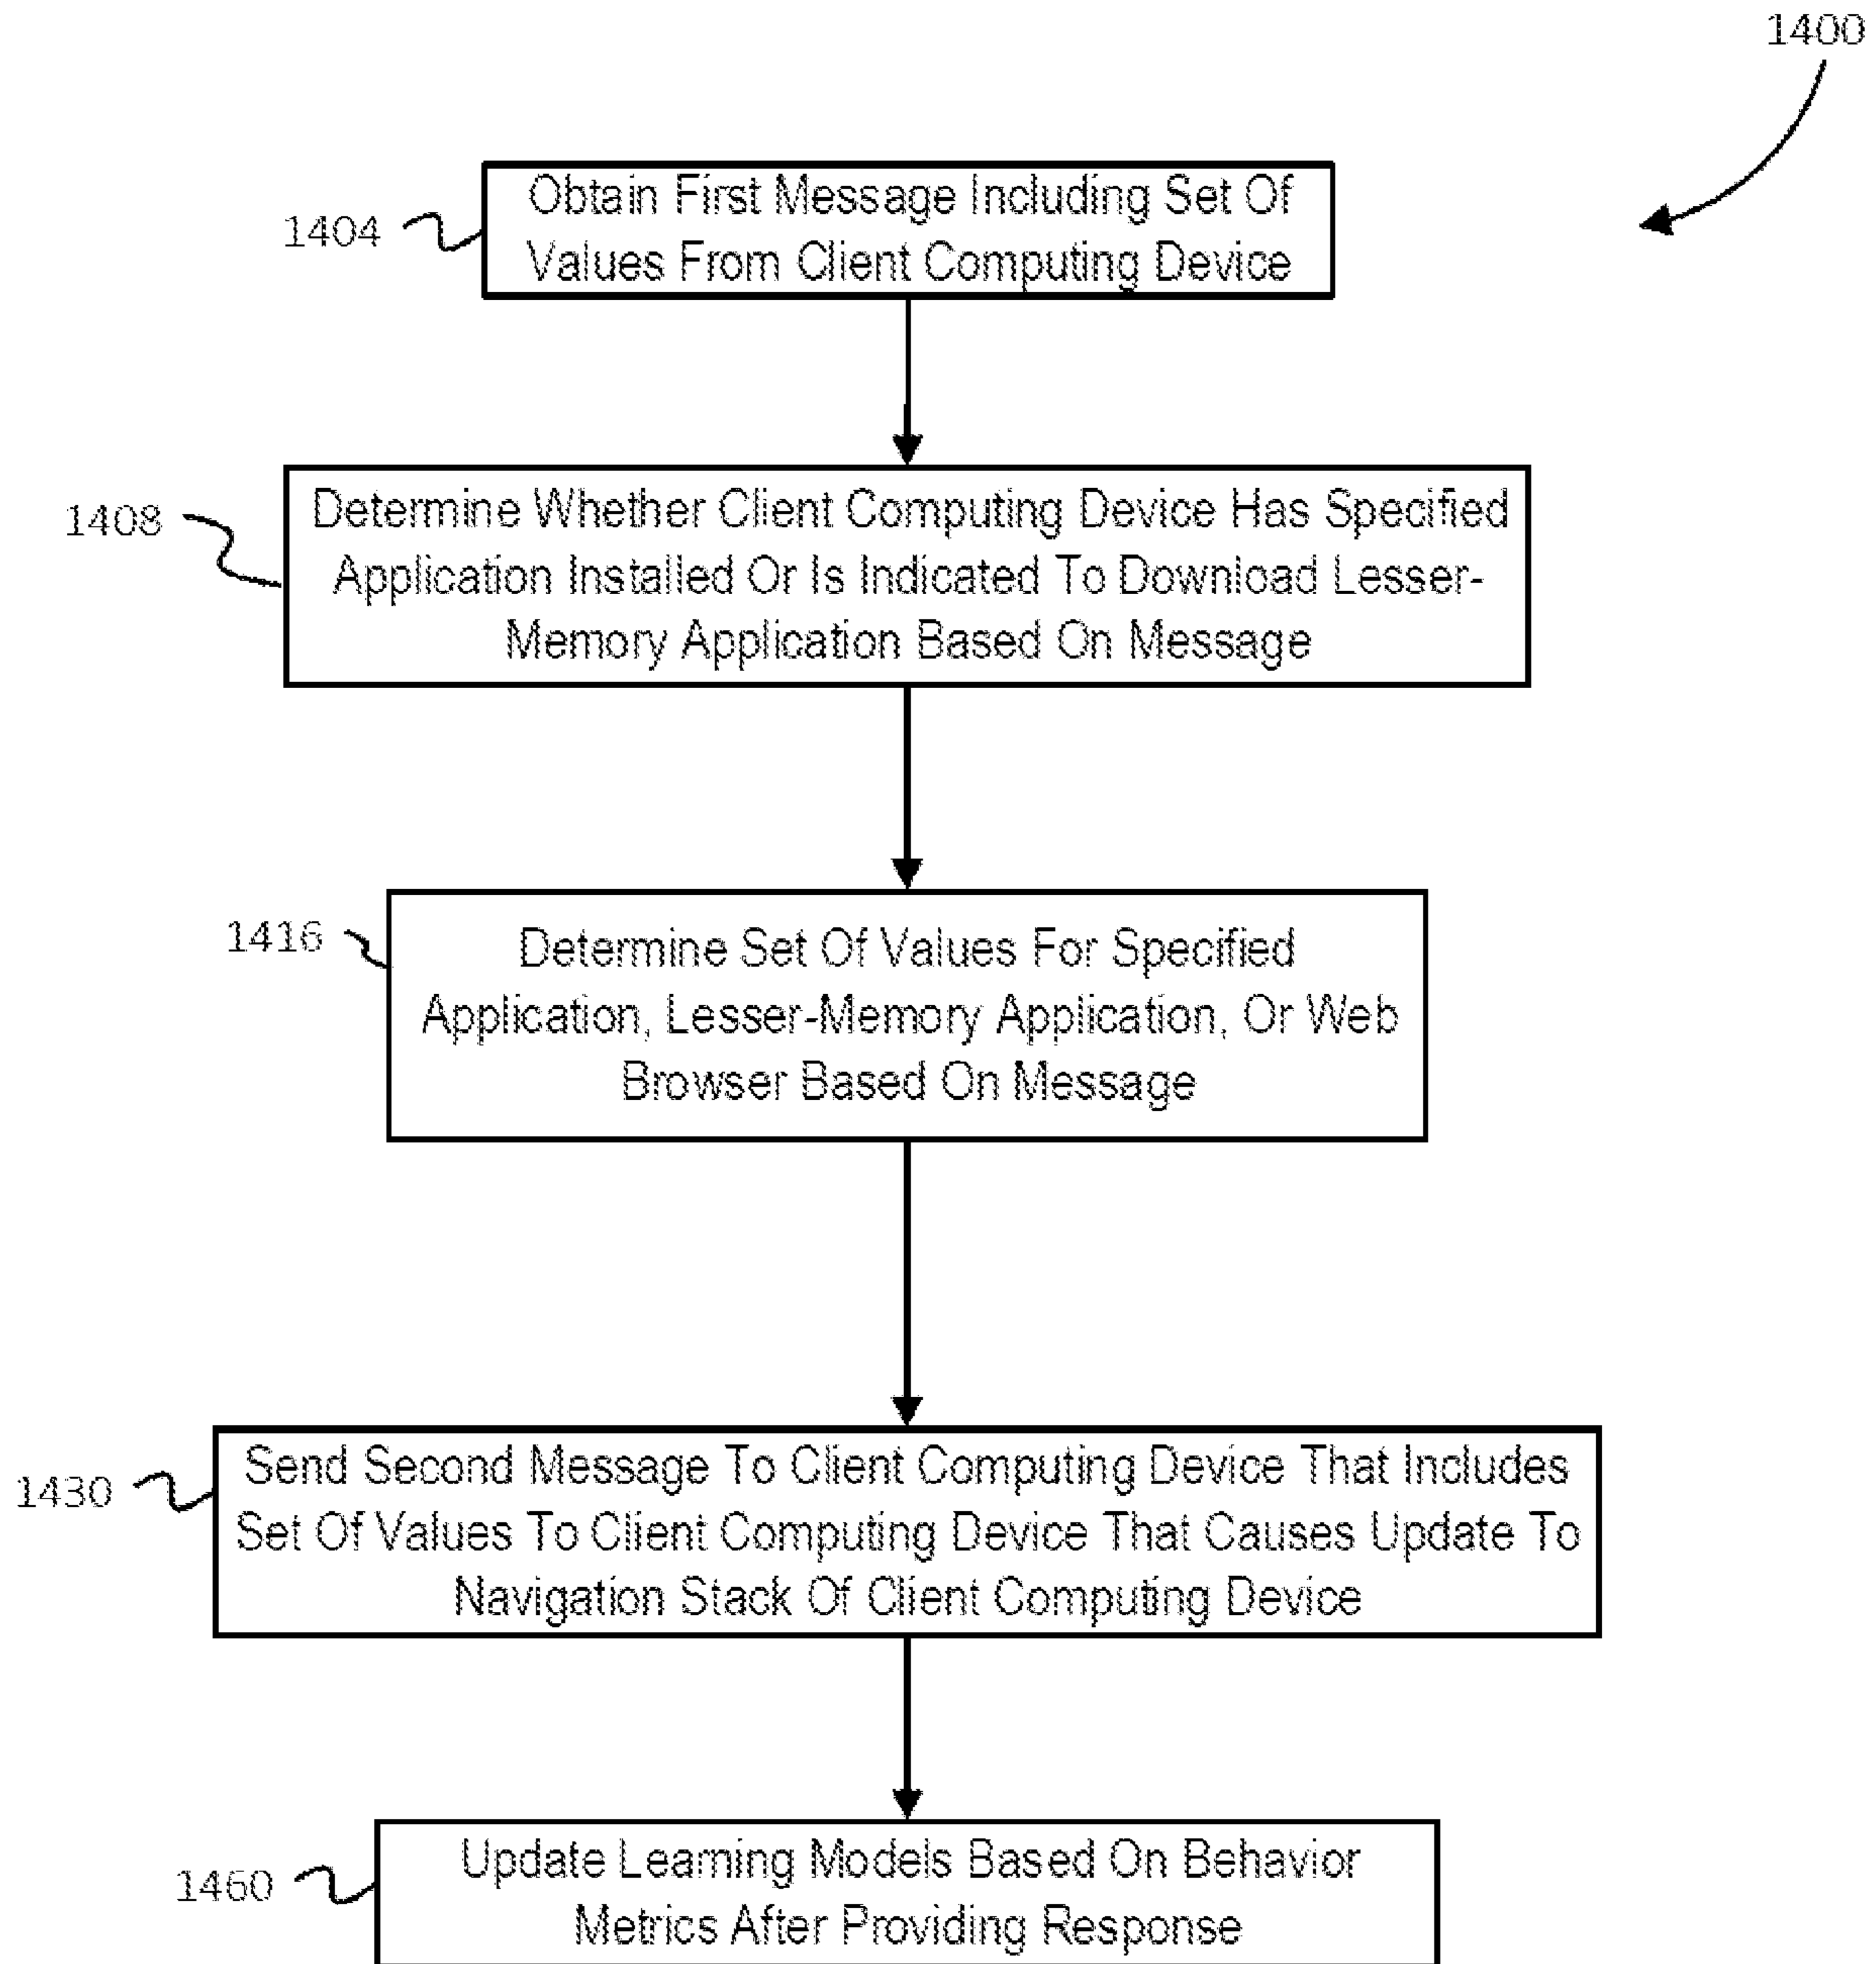 1400
1404
Obtain First Message Including Set Of
Values From Client Computing Device
1408
Determine Whether Client Computing Device Has Specified
Application Installed Or Is Indicated To Download Lesser-
Memory Application Based On Message
1416
Determine Set Of Values For Specified
Application, Lesser-Memory Application, Or Web
Browser Based On Message
1430
Send Second Message To Client Computing Device That Includes
Set Of Values To Client Computing Device That Causes Update To
Navigation Stack Of Client Computing Device
1460
Update Learning Models Based On Behavior
Metrics After Providing Response